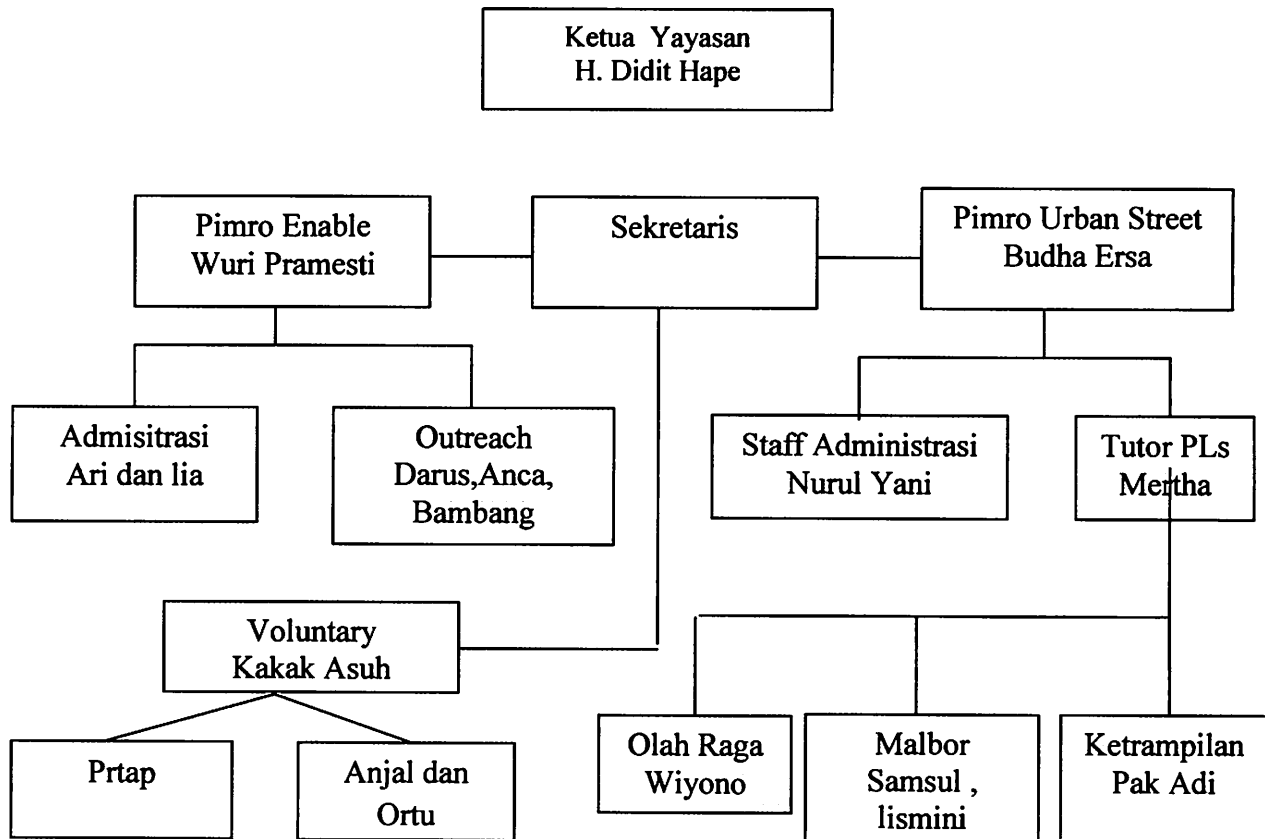 Ketua Yayasan
H. Didit Hape
Pimro Enable
Wuri Pramesti
Sekretaris
Pimro Urban Street
Budha Ersa
Admisitrasi
Ari dan lia
Outreach
Darus,Anca,
Bambang
Staff Administrasi
Nurul Yani
Tutor PLs
Mertha
Voluntary
Kakak Asuh
Prtap
Anjal dan
Ortu
Olah Raga
Wiyono
Malbor
Samsul ,
lismini
Ketrampilan
Pak Adi